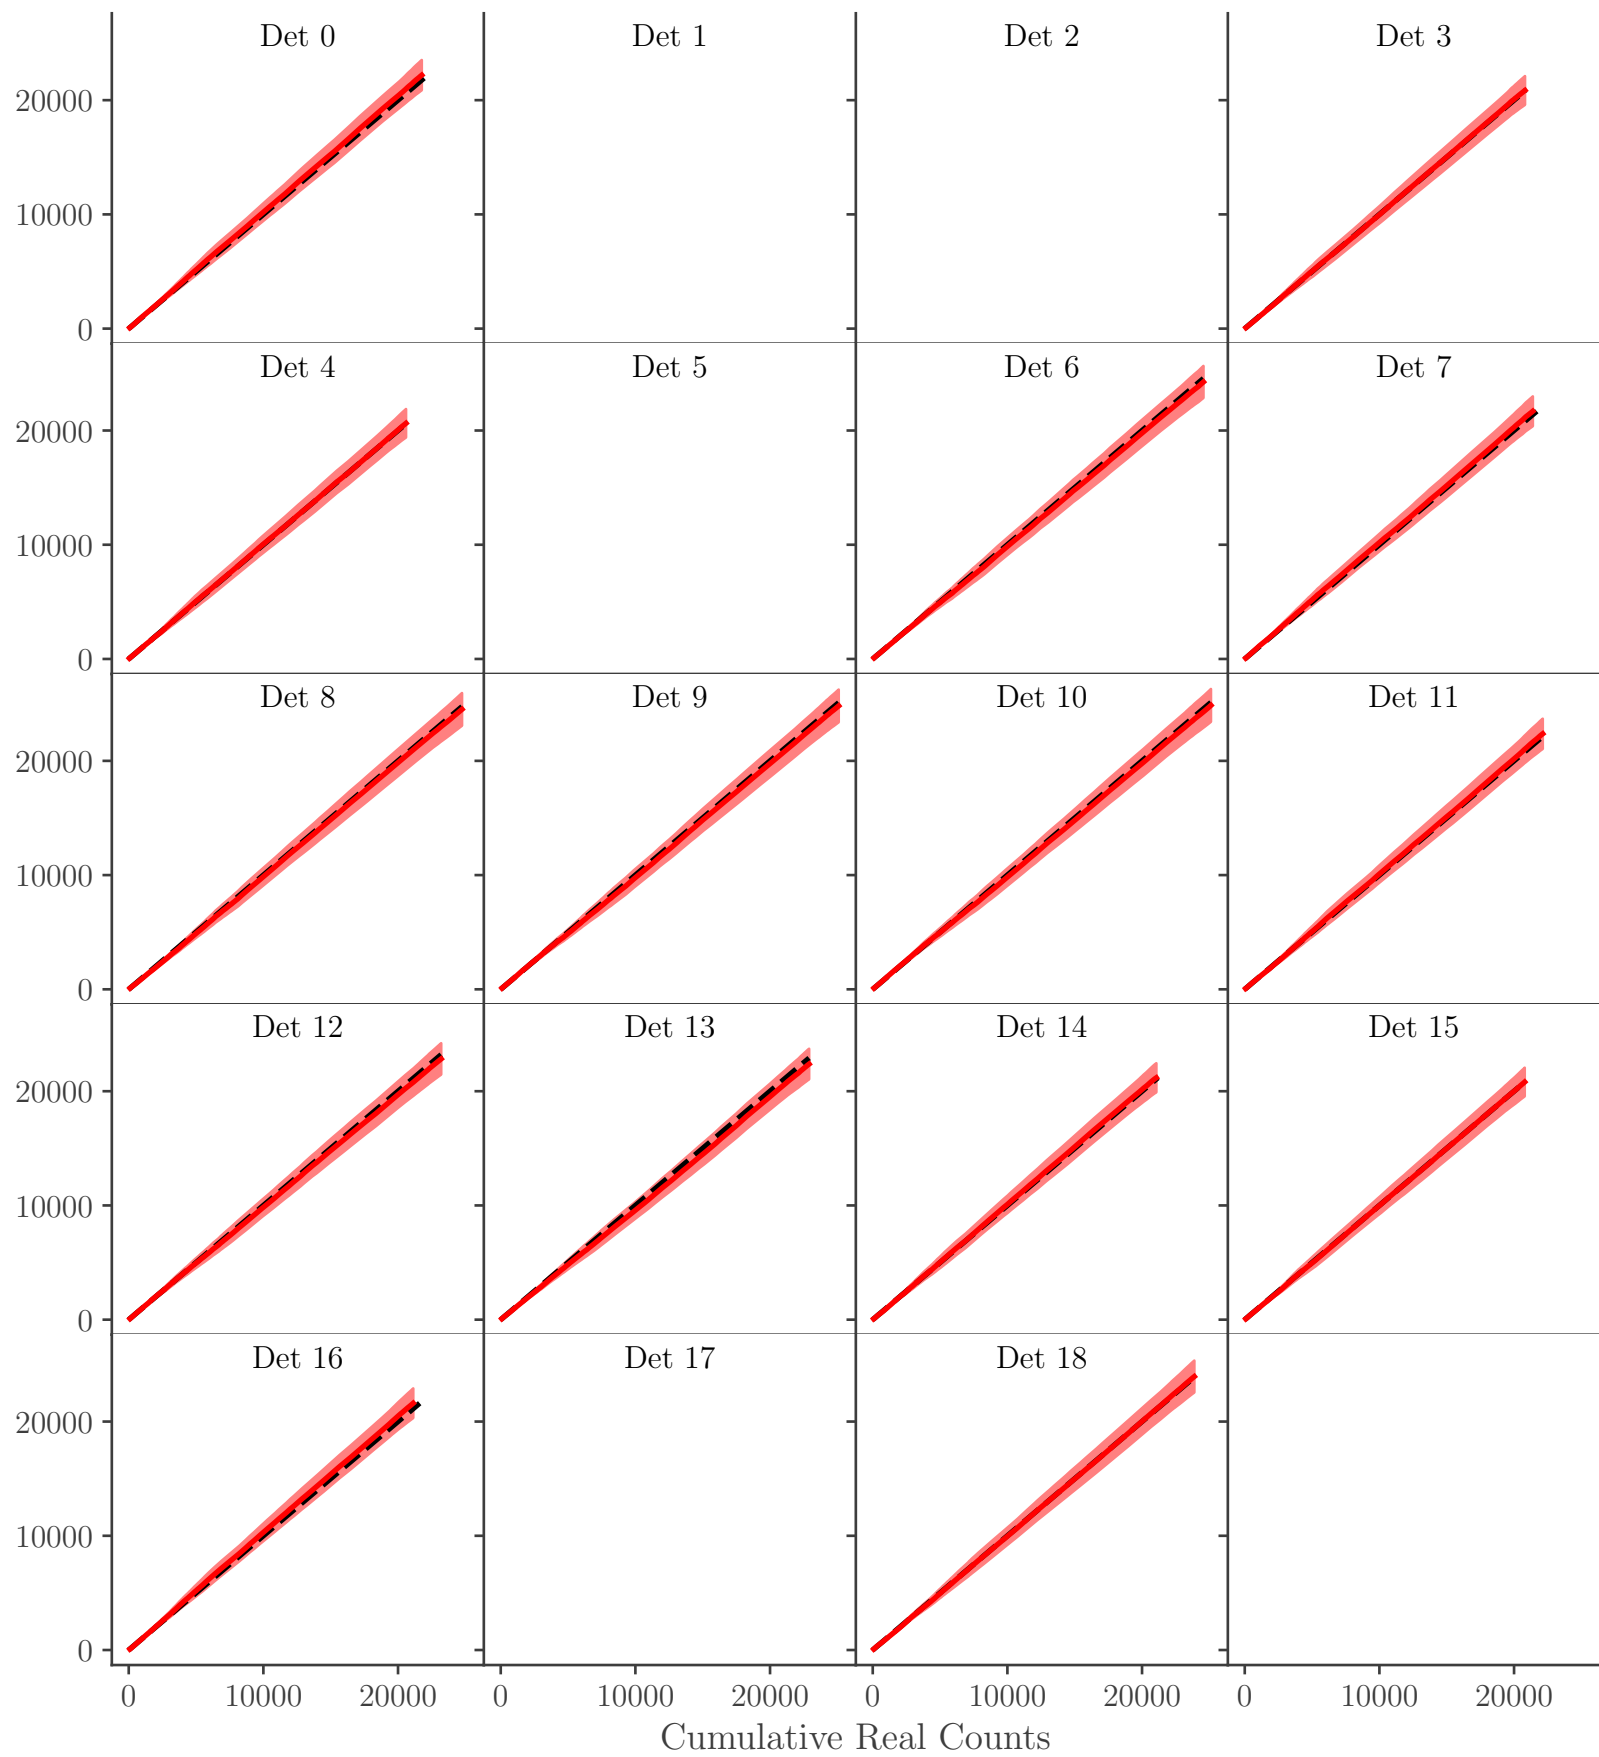 Det 0 Det 1 Det 2 Det 3
20000
10000
0
Det 4 Det 5 Det 6 Det 7
20000
10000
0
Det 8 Det 9 Det 10 Det 11
20000
10000
0
Det 12 Det 13 Det 14 Det 15
20000
10000
0
Det 16 Det 17 Det 18
20000
10000
0
0 10000 20000 0 10000 20000 0 10000 20000 0 10000 20000
Cumulative Real Counts